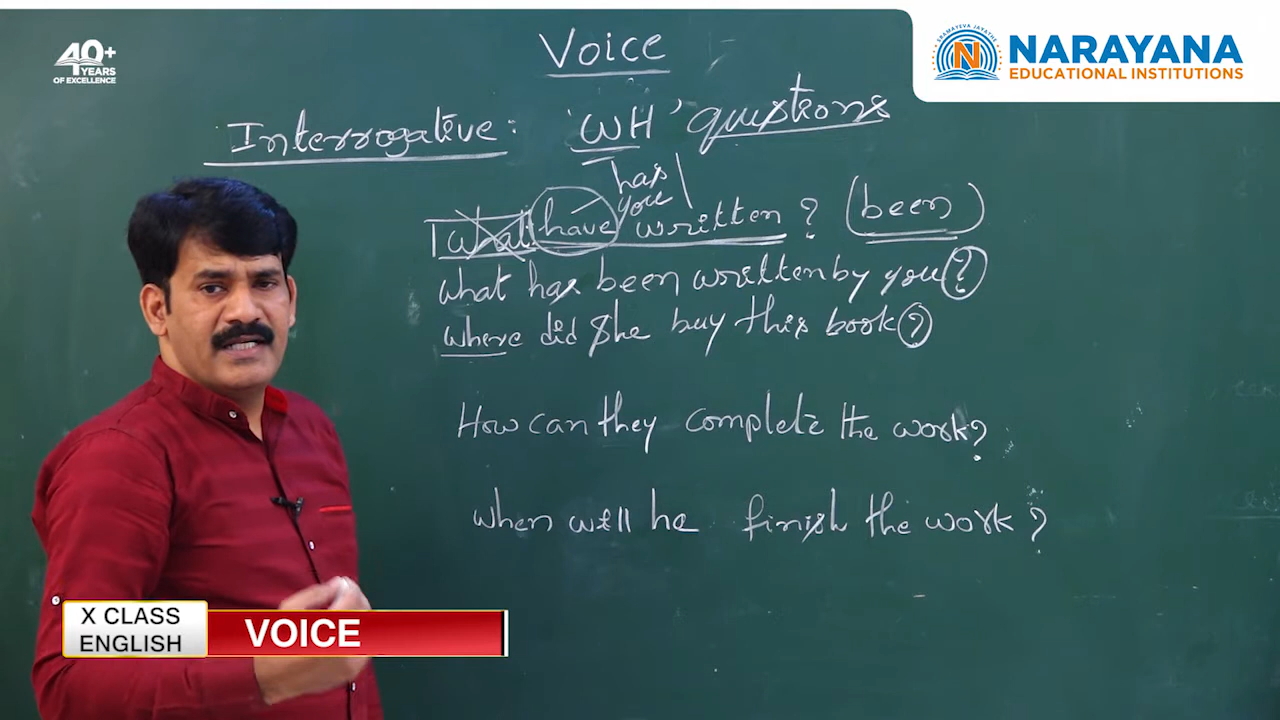 40+
YEARS
OF EXCELLENCE
Voice
SRAMAYEVA JAYATHE
N
NARAYANA
EDUCATIONAL INSTITUTIONS
Interrogative: 'WH' questions
has
what have you written? (been)
what has been written by you?
where did she buy this book?
How can they complete the work?
when will he finish the work?
X CLASS
ENGLISH
VOICE